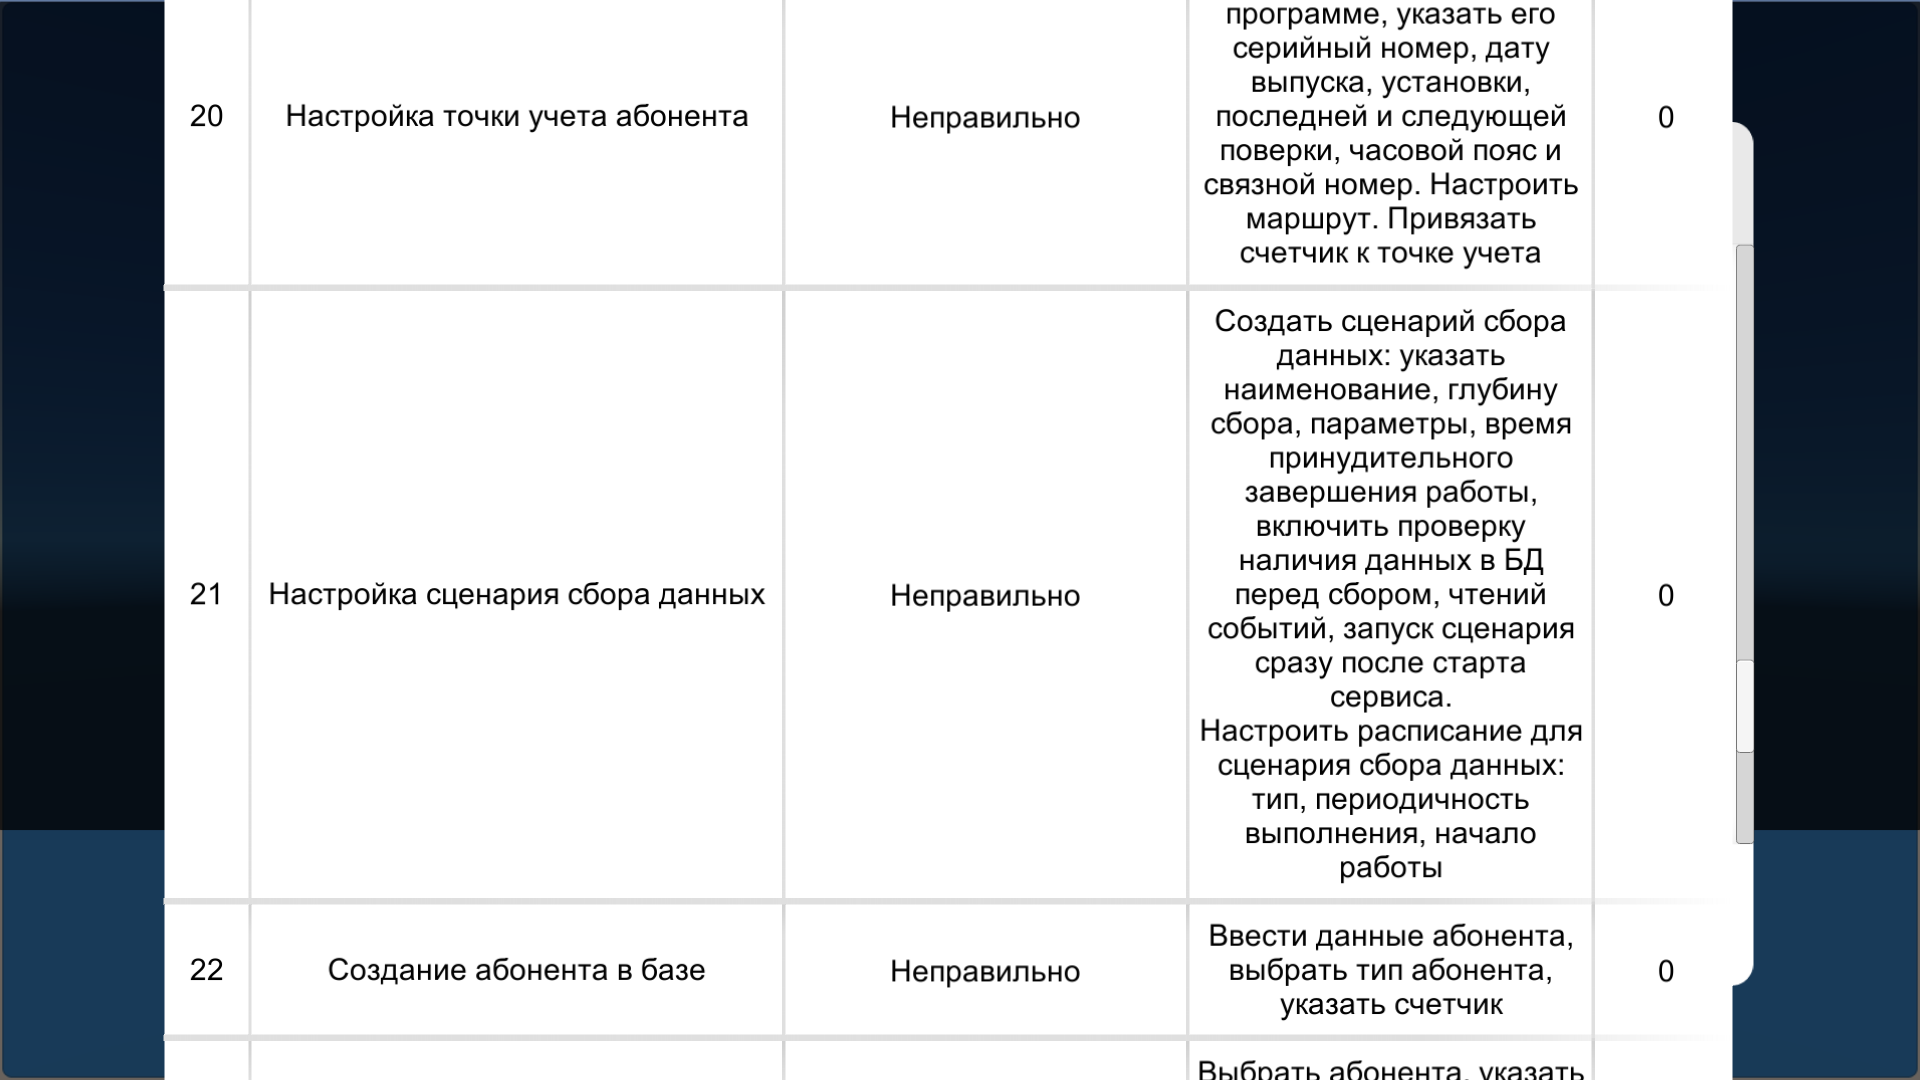 20
Настройка точки учета абонента
Неправильно
программе, указать его
серийный номер, дату
выпуска, установки,
последней и следующей
поверки, часовой пояс и
связной номер. Настроить
маршрут. Привязать
счетчик к точке учета
0
21
Настройка сценария сбора данных
Неправильно
Создать сценарий сбора
данных: указать
наименование, глубину
сбора, параметры, время
принудительного
завершения работы,
включить проверку
наличия данных в БД
перед сбором, чтений
событий, запуск сценария
сразу после старта
сервиса.
Настроить расписание для
сценария сбора данных:
тип, периодичность
выполнения, начало
работы
0
22
Создание абонента в базе
Неправильно
Ввести данные абонента,
выбрать тип абонента,
указать счетчик
0
Выбрать абонента, указать